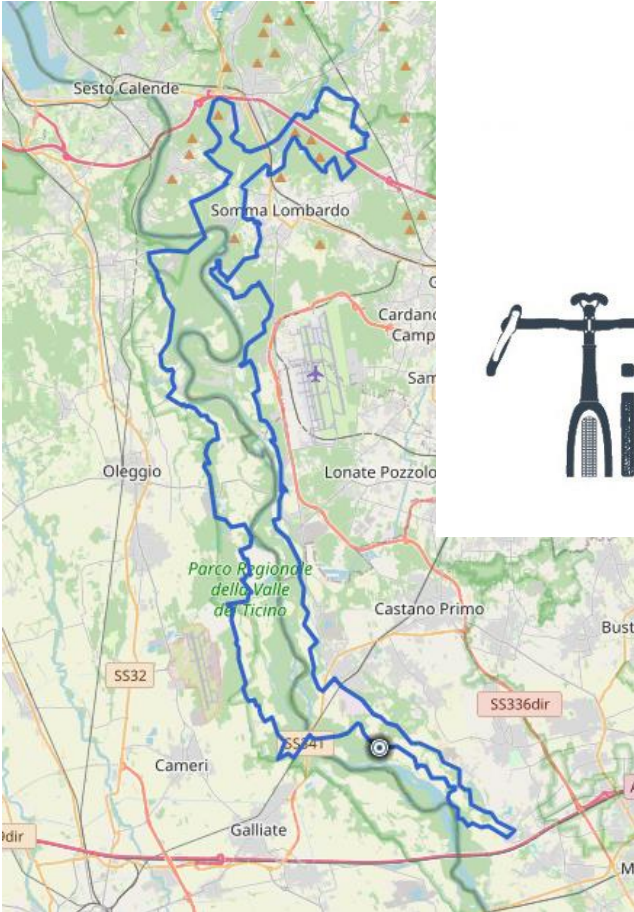 Sesto Calende
Somma Lombardo
Cardano
Camp
Sam
Oleggio
Lonate Pozzolo
Parco Regionale
della Valle
del Ticino
Castano Primo
Bust
SS32
SS336dir
SS341
Cameri
Galliate
9dir
A
M
G